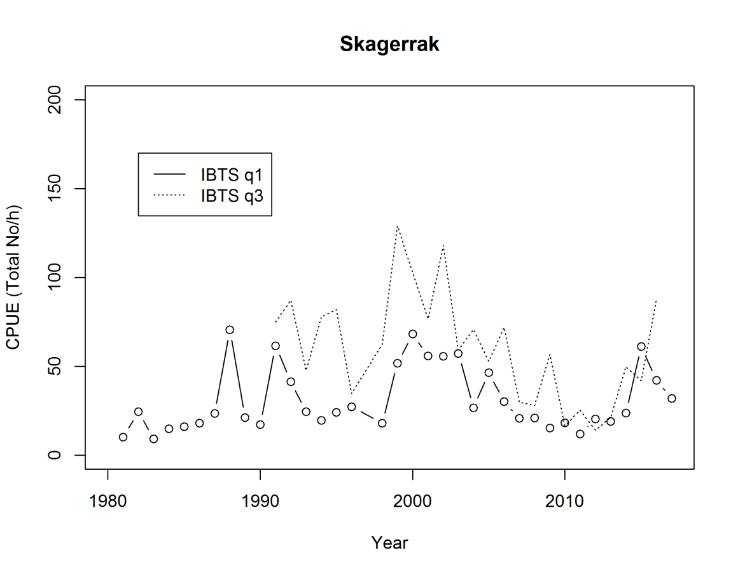 Skagerrak
200
150
100
50
0
CPUE (Total No/h)
IBTS q1
IBTS q3
1980 1990 2000 2010
Year